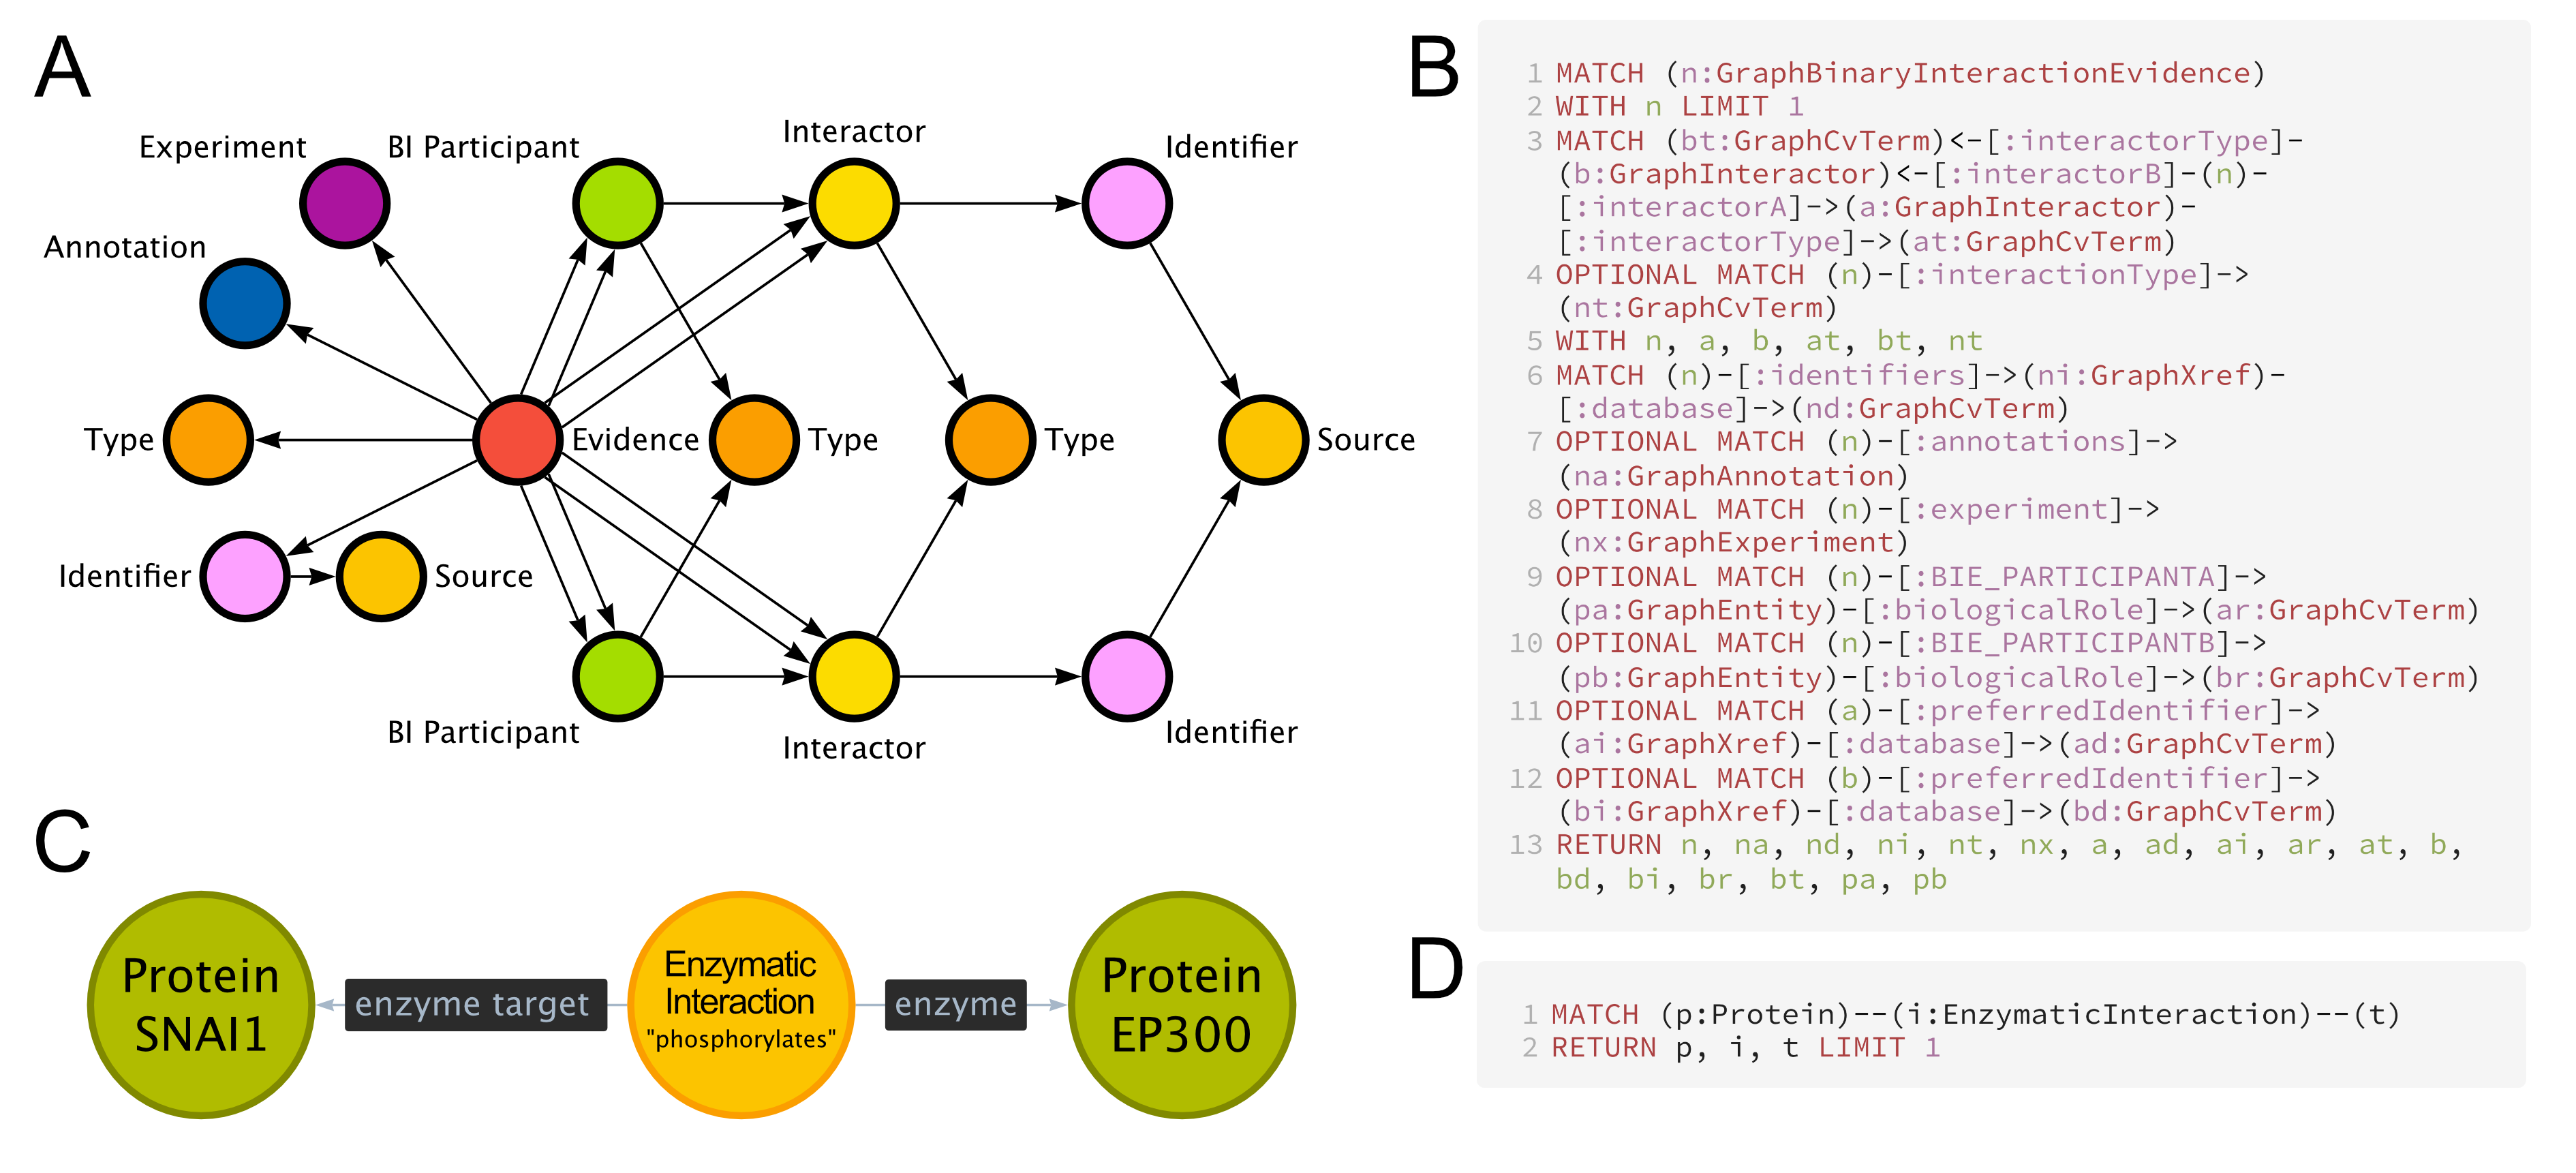 A
Experiment
BI Participant
Interactor
Identifier
Annotation
Type
Evidence
Type
Type
Source
Identifier
Source
BI Participant
Interactor
Identifier
B
1 MATCH (n:GraphBinaryInteractionEvidence)
2 WITH n LIMIT 1
3 MATCH (bt:GraphCvTerm)<-[:interactorType]-
(b:GraphInteractor)<-[:interactorB]-(n)-
[:interactorA]->(a:GraphInteractor)-
[:interactorType]->(at:GraphCvTerm)
4 OPTIONAL MATCH (n)-[:interactionType]->
(nt:GraphCvTerm)
5 WITH n, a, b, at, bt, nt
6 MATCH (n)-[:identifiers]->(ni:GraphXref)-
[:database]->(nd:GraphCvTerm)
7 OPTIONAL MATCH (n)-[:annotations]->
(na:GraphAnnotation)
8 OPTIONAL MATCH (n)-[:experiment]->
(nx:GraphExperiment)
9 OPTIONAL MATCH (n)-[:BIE_PARTICIPANTA]->
(pa:GraphEntity)-[:biologicalRole]->(ar:GraphCvTerm)
10 OPTIONAL MATCH (n)-[:BIE_PARTICIPANTB]->
(pb:GraphEntity)-[:biologicalRole]->(br:GraphCvTerm)
11 OPTIONAL MATCH (a)-[:preferredIdentifier]->
(ai:GraphXref)-[:database]->(ad:GraphCvTerm)
12 OPTIONAL MATCH (b)-[:preferredIdentifier]->
(bi:GraphXref)-[:database]->(bd:GraphCvTerm)
13 RETURN n, na, nd, ni, nt, nx, a, ad, ai, ar, at, b,
bd, bi, br, bt, pa, pb
C
Protein
SNAI1
enzyme target
Enzymatic
Interaction
"phosphorylates"
enzyme
Protein
EP300
D
1 MATCH (p:Protein)--(i:EnzymaticInteraction)--(t)
2 RETURN p, i, t LIMIT 1